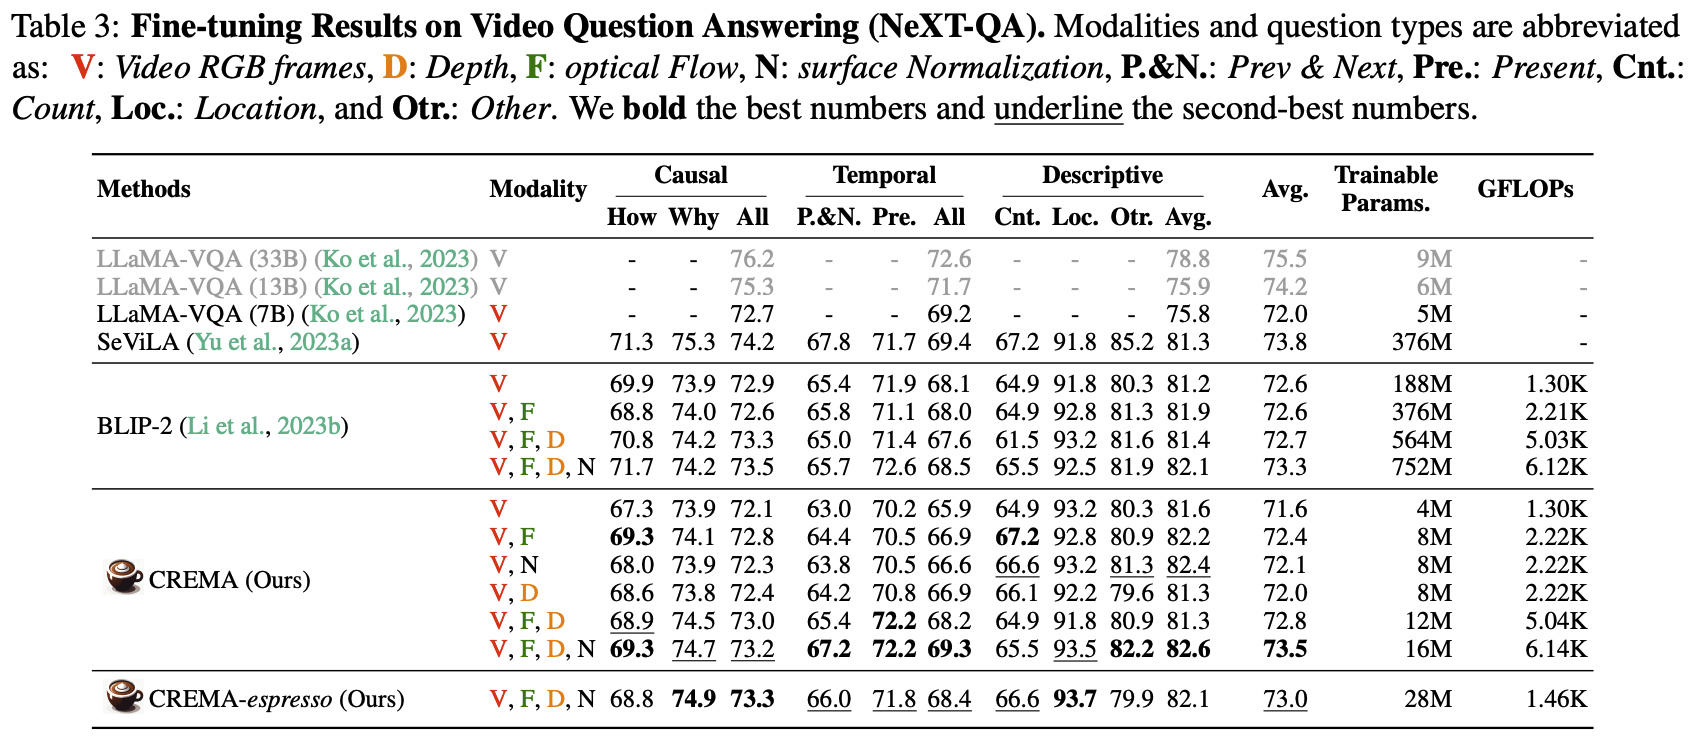 Table 3: Fine-tuning Results on Video Question Answering (NeXT-QA). Modalities and question types are abbreviated
as: V: Video RGB frames, D: Depth, F: optical Flow, N: surface Normalization, P.&N.: Prev & Next, Pre.: Present, Cnt.:
Count, Loc.: Location, and Otr.: Other. We bold the best numbers and underline the second-best numbers.
Methods Modality Causal Temporal Descriptive Avg. Trainable Params. GFLOPs
How Why All P.&N. Pre. All Cnt. Loc. Otr. Avg.
LLaMA-VQA (33B) (Ko et al., 2023) V - - 76.2 - - 72.6 - - - 78.8 75.5 9M -
LLaMA-VQA (13B) (Ko et al., 2023) V - - 75.3 - - 71.7 - - - 75.9 74.2 6M -
LLaMA-VQA (7B) (Ko et al., 2023) V - - 72.7 - - 69.2 - - - 75.8 72.0 5M -
SeViLA (Yu et al., 2023a) V 71.3 75.3 74.2 67.8 71.7 69.4 67.2 91.8 85.2 81.3 73.8 376M -
BLIP-2 (Li et al., 2023b)
V 69.9 73.9 72.9 65.4 71.9 68.1 64.9 91.8 80.3 81.2 72.6 188M 1.30K
V, F 68.8 74.0 72.6 65.8 71.1 68.0 64.9 92.8 81.3 81.9 72.6 376M 2.21K
V, F, D 70.8 74.2 73.3 65.0 71.4 67.6 61.5 93.2 81.6 81.4 72.7 564M 5.03K
V, F, D, N 71.7 74.2 73.5 65.7 72.6 68.5 65.5 92.5 81.9 82.1 73.3 752M 6.12K
CREMA (Ours)
V 67.3 73.9 72.1 63.0 70.2 65.9 64.9 93.2 80.3 81.6 71.6 4M 1.30K
V, F 69.3 74.1 72.8 64.4 70.5 66.9 67.2 92.8 80.9 82.2 72.4 8M 2.22K
V, N 68.0 73.9 72.3 63.8 70.5 66.6 66.6 93.2 81.3 82.4 72.1 8M 2.22K
V, D 68.6 73.8 72.4 64.2 70.8 66.9 66.1 92.2 79.6 81.3 72.0 8M 2.22K
V, F, D 68.9 74.5 73.0 65.4 72.2 68.2 64.9 91.8 80.9 81.3 72.8 12M 5.04K
V, F, D, N 69.3 74.7 73.2 67.2 72.2 69.3 65.5 93.5 82.2 82.6 73.5 16M 6.14K
CREMA-espresso (Ours) V, F, D, N 68.8 74.9 73.3 66.0 71.8 68.4 66.6 93.7 79.9 82.1 73.0 28M 1.46K